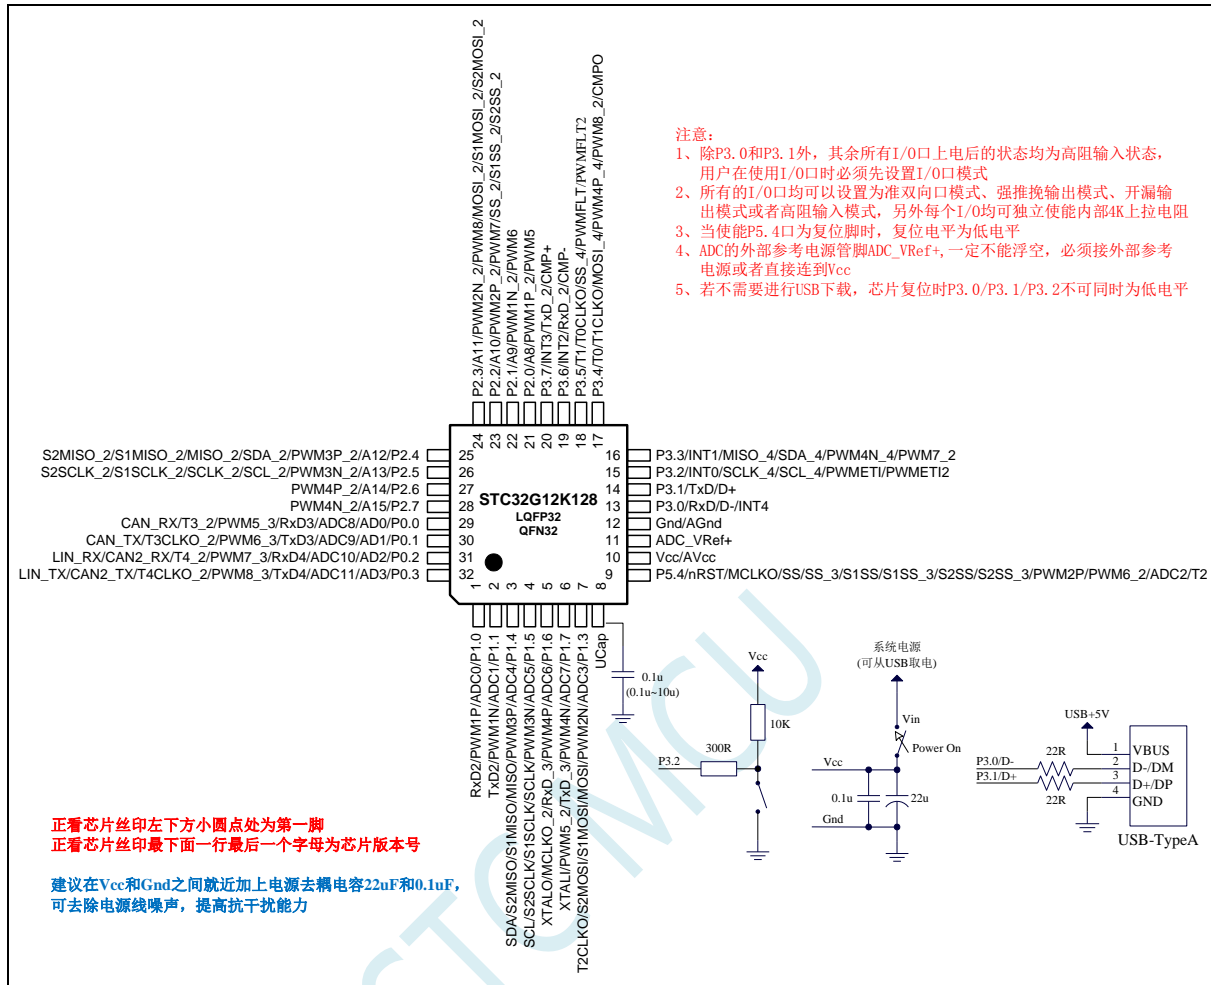 P2.3/A11/PWM2N_2/PWM8/MOSI_2/S1MOSI_2/S2MOSI_2
P2.2/A10/PWM2P_2/PWM7/SS_2/S1SS_2/S2SS_2
P2.1/A9/PWM1N_2/PWM6
P2.0/A8/PWM1P_2/PWM5
P3.7/INT3/TxD_2/CMP+
P3.6/INT2/RxD_2/CMP-
P3.5/T1/T0CLKO/SS_4/PWMFLT/PWMFLT2
P3.4/T0/T1CLKO/MOSI_4/PWM4P_4/PWM8_2/CMPO
注意：
1、除P3.0和P3.1外，其余所有I/O口上电后的状态均为高阻输入状态，
用户在使用I/O口时必须先设置I/O口模式
2、所有的I/O口均可以设置为准双向口模式、强推挽输出模式、开漏输
出模式或者高阻输入模式，另外每个I/O均可独立使能内部4K上拉电阻
3、当使能P5.4口为复位脚时，复位电平为低电平
4、ADC的外部参考电源管脚ADC_VRef+,一定不能浮空，必须接外部参考
电源或者直接连到Vcc
5、若不需要进行USB下载，芯片复位时P3.0/P3.1/P3.2不可同时为低电平
24
23
22
21
20
19
18
17
S2MISO_2/S1MISO_2/MISO_2/SDA_2/PWM3P_2/A12/P2.4
S2SCLK_2/S1SCLK_2/SCLK_2/SCL_2/PWM3N_2/A13/P2.5
PWM4P_2/A14/P2.6
PWM4N_2/A15/P2.7
CAN_RX/T3_2/PWM5_3/RxD3/ADC8/AD0/P0.0
CAN_TX/T3CLKO_2/PWM6_3/TxD3/ADC9/AD1/P0.1
LIN_RX/CAN2_RX/T4_2/PWM7_3/RxD4/ADC10/AD2/P0.2
LIN_TX/CAN2_TX/T4CLKO_2/PWM8_3/TxD4/ADC11/AD3/P0.3
25
26
27
28
29
30
31
32
STC32G12K128
LQFP32
QFN32
16
15
14
13
12
11
10
9
P3.3/INT1/MISO_4/SDA_4/PWM4N_4/PWM7_2
P3.2/INT0/SCLK_4/SCL_4/PWMETI/PWMETI2
P3.1/TxD/D+
P3.0/RxD/D-/INT4
Gnd/AGnd
ADC_VRef+
Vcc/AVcc
P5.4/nRST/MCLKO/SS/SS_3/S1SS/S1SS_3/S2SS/S2SS_3/PWM2P/PWM6_2/ADC2/T2
1
2
3
4
5
6
7
8
RxD2/PWM1P/ADC0/P1.0
TxD2/PWM1N/ADC1/P1.1
SDA/S2MISO/S1MISO/MISO/PWM3P/ADC4/P1.4
SCL/S2SCLK/S1SCLK/SCLK/PWM3N/ADC5/P1.5
XTALO/MCLKO_2/RxD_3/PWM4P/ADC6/P1.6
XTALI/PWM5_2/TxD_3/PWM4N/ADC7/P1.7
T2CLKO/S2MOSI/S1MOSI/MOSI/PWM2N/ADC3/P1.3
UCap
0.1u
(0.1u~10u)
Vcc
10K
300R
P3.2
系统电源
(可从USB取电)
Vin
Power On
Vcc
0.1u
22u
Gnd
USB+5V
P3.0/D-
P3.1/D+
22R
22R
1
2
3
4
VBUS
D-/DM
D+/DP
GND
USB-TypeA
正看芯片丝印左下方小圆点处为第一脚
正看芯片丝印最下面一行最后一个字母为芯片版本号
建议在Vcc和Gnd之间就近加上电源去耦电容22uF和0.1uF，
可去除电源线噪声，提高抗干扰能力
STCMCU